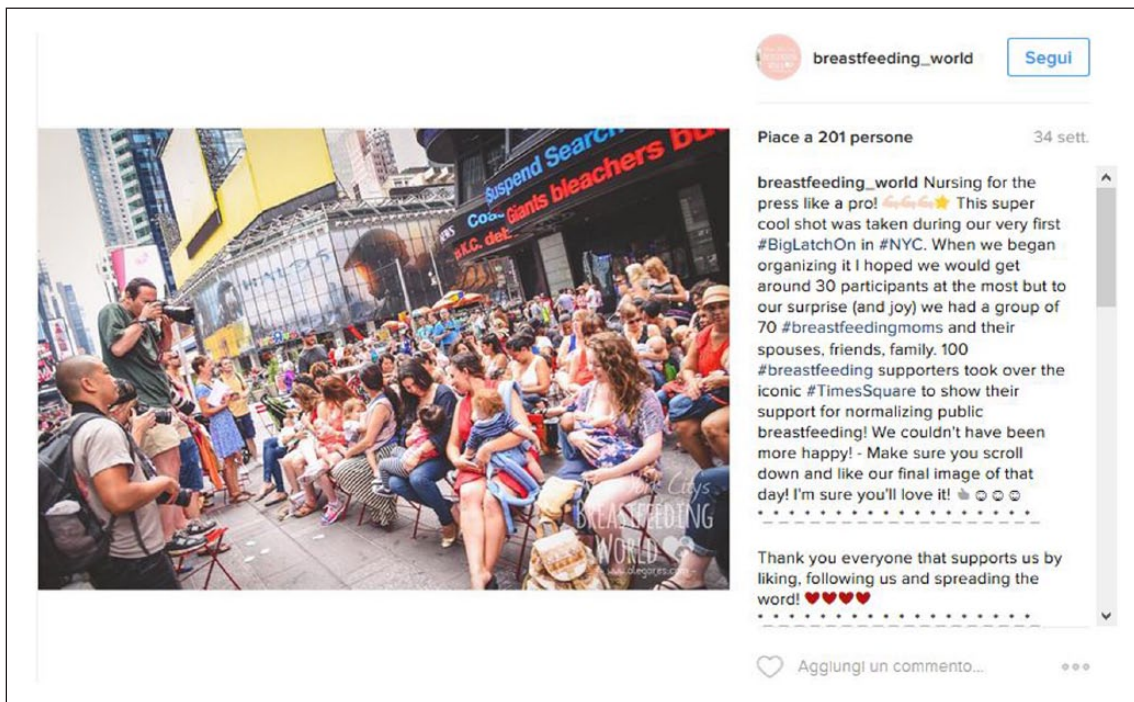 breastfeeding_world
Segui
Piace a 201 persone
34 sett.
breastfeeding_world Nursing for the
press like a pro! 💪🏻💪🏻💪🏻⭐ This super
cool shot was taken during our very first
#BigLatchOn in #NYC. When we began
organizing it I hoped we would get
around 30 participants at the most but to
our surprise (and joy) we had a group of
70 #breastfeedingmoms and their
spouses, friends, family. 100
#breastfeeding supporters took over the
iconic #TimesSquare to show their
support for normalizing public
breastfeeding! We couldn't have been
more happy! - Make sure you scroll
down and like our final image of that
day! I'm sure you'll love it!
Thank you everyone that supports us by
liking, following us and spreading the
word! ❤❤❤❤
Aggiungi un commento...
Suspend Search
Giants bleachers
K.C.
NEWS
York Citys
BREASTFEEDING
WORLD